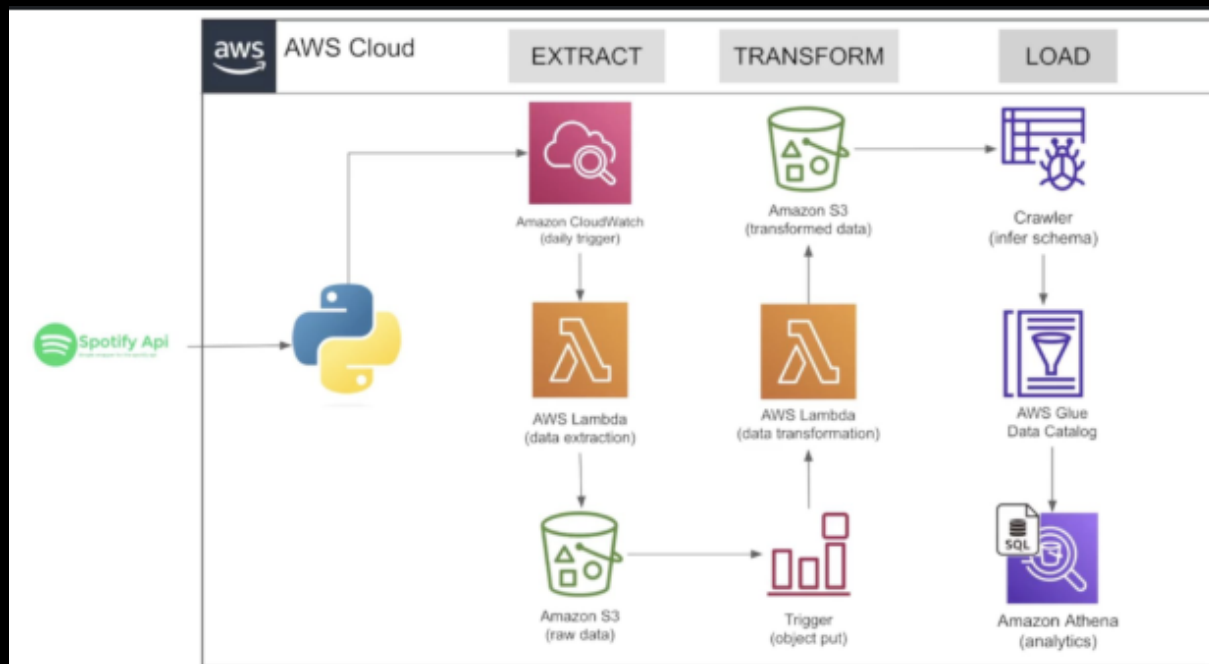 aws
AWS Cloud
EXTRACT
TRANSFORM
LOAD
Amazon CloudWatch
(daily trigger)
Amazon S3
(transformed data)
Crawler
(infer schema)
Spotify Api
AWS Lambda
(data extraction)
AWS Lambda
(data transformation)
AWS Glue
Data Catalog
SQL
Amazon S3
(raw data)
Trigger
(object put)
Amazon Athena
(analytics)